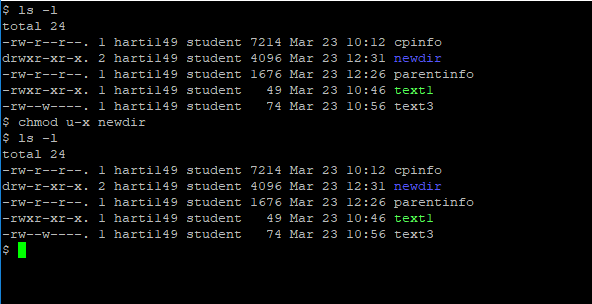 $ ls -l
total 24
-rw-r--r--. 1 harti149 student 7214 Mar 23 10:12 cpinfo
drwxr-xr-x. 2 harti149 student 4096 Mar 23 12:31 newdir
-rw-r--r--. 1 harti149 student 1676 Mar 23 12:26 parentinfo
-rwxr-xr-x. 1 harti149 student   49 Mar 23 10:46 text1
-rw--w----. 1 harti149 student   74 Mar 23 10:56 text3
$ chmod u-x newdir
$ ls -l
total 24
-rw-r--r--. 1 harti149 student 7214 Mar 23 10:12 cpinfo
drw-r-xr-x. 2 harti149 student 4096 Mar 23 12:31 newdir
-rw-r--r--. 1 harti149 student 1676 Mar 23 12:26 parentinfo
-rwxr-xr-x. 1 harti149 student   49 Mar 23 10:46 text1
-rw--w----. 1 harti149 student   74 Mar 23 10:56 text3
$